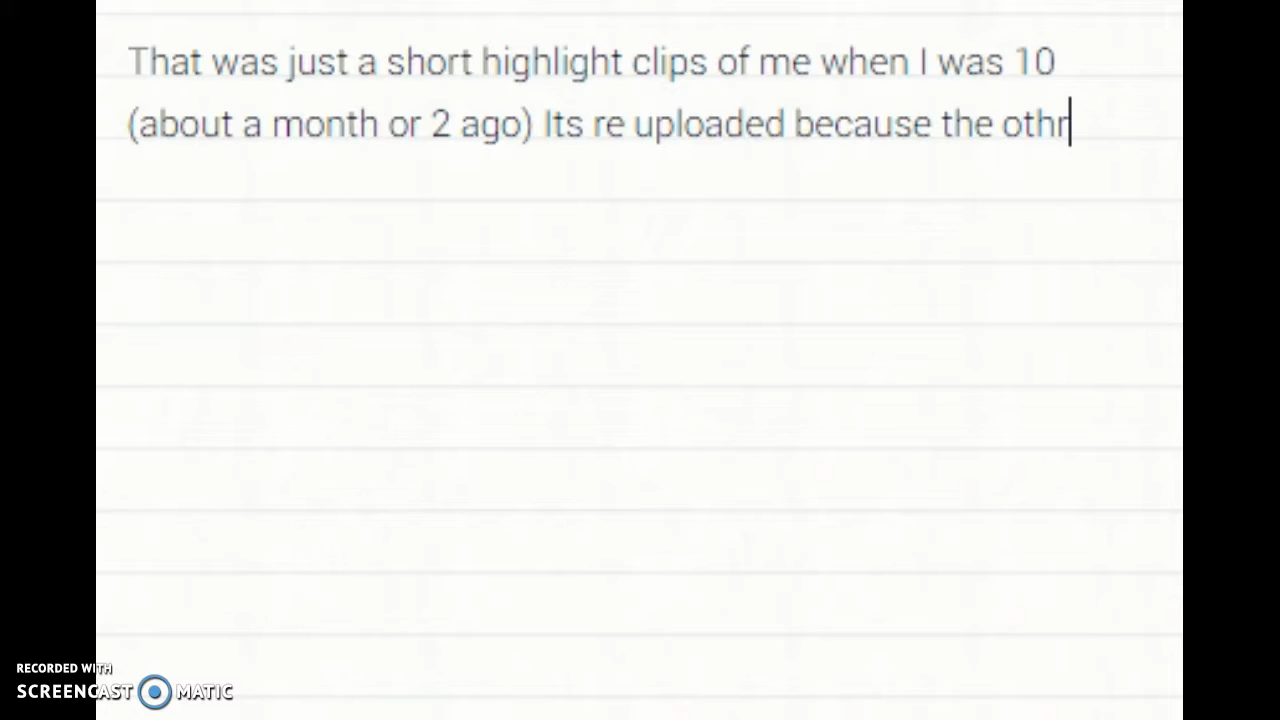 That was just a short highlight clips of me when I was 10
(about a month or 2 ago) Its re uploaded because the othr
RECORDED WITH
SCREENCAST MATIC